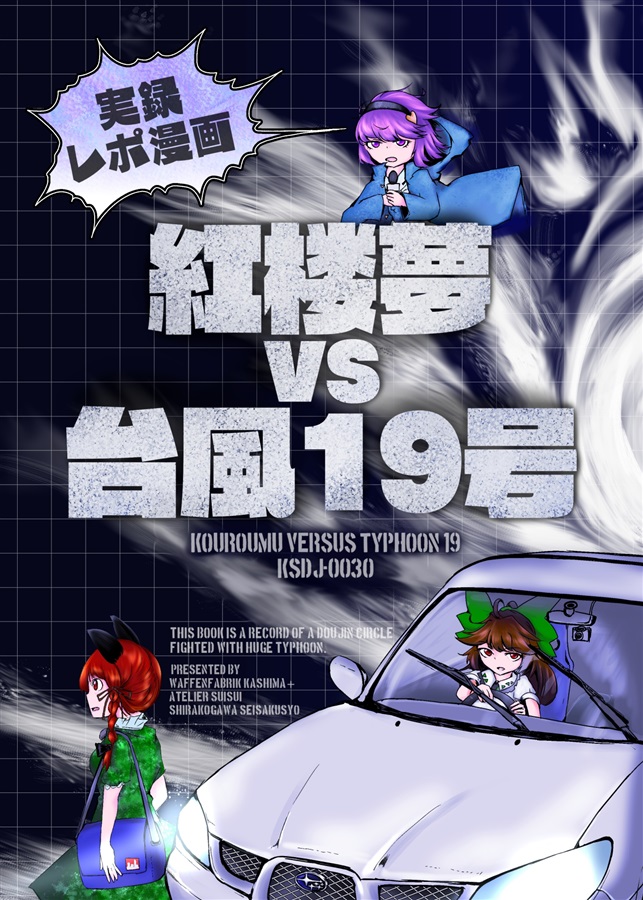 実録
レポ漫画
紅楼夢
VS
台風19号
KOUROUMU VERSUS TYPHOON 19
KSDJ-0030
THIS BOOK IS A RECORD OF A DOUJIN CIRCLE
FIGHTED WITH HUGE TYPHOON.
PRESENTED BY
WAFFENFABRIK KASHIMA+
ATELIER SUISUI
SHIRAKOGAWA SEISAKUSYO